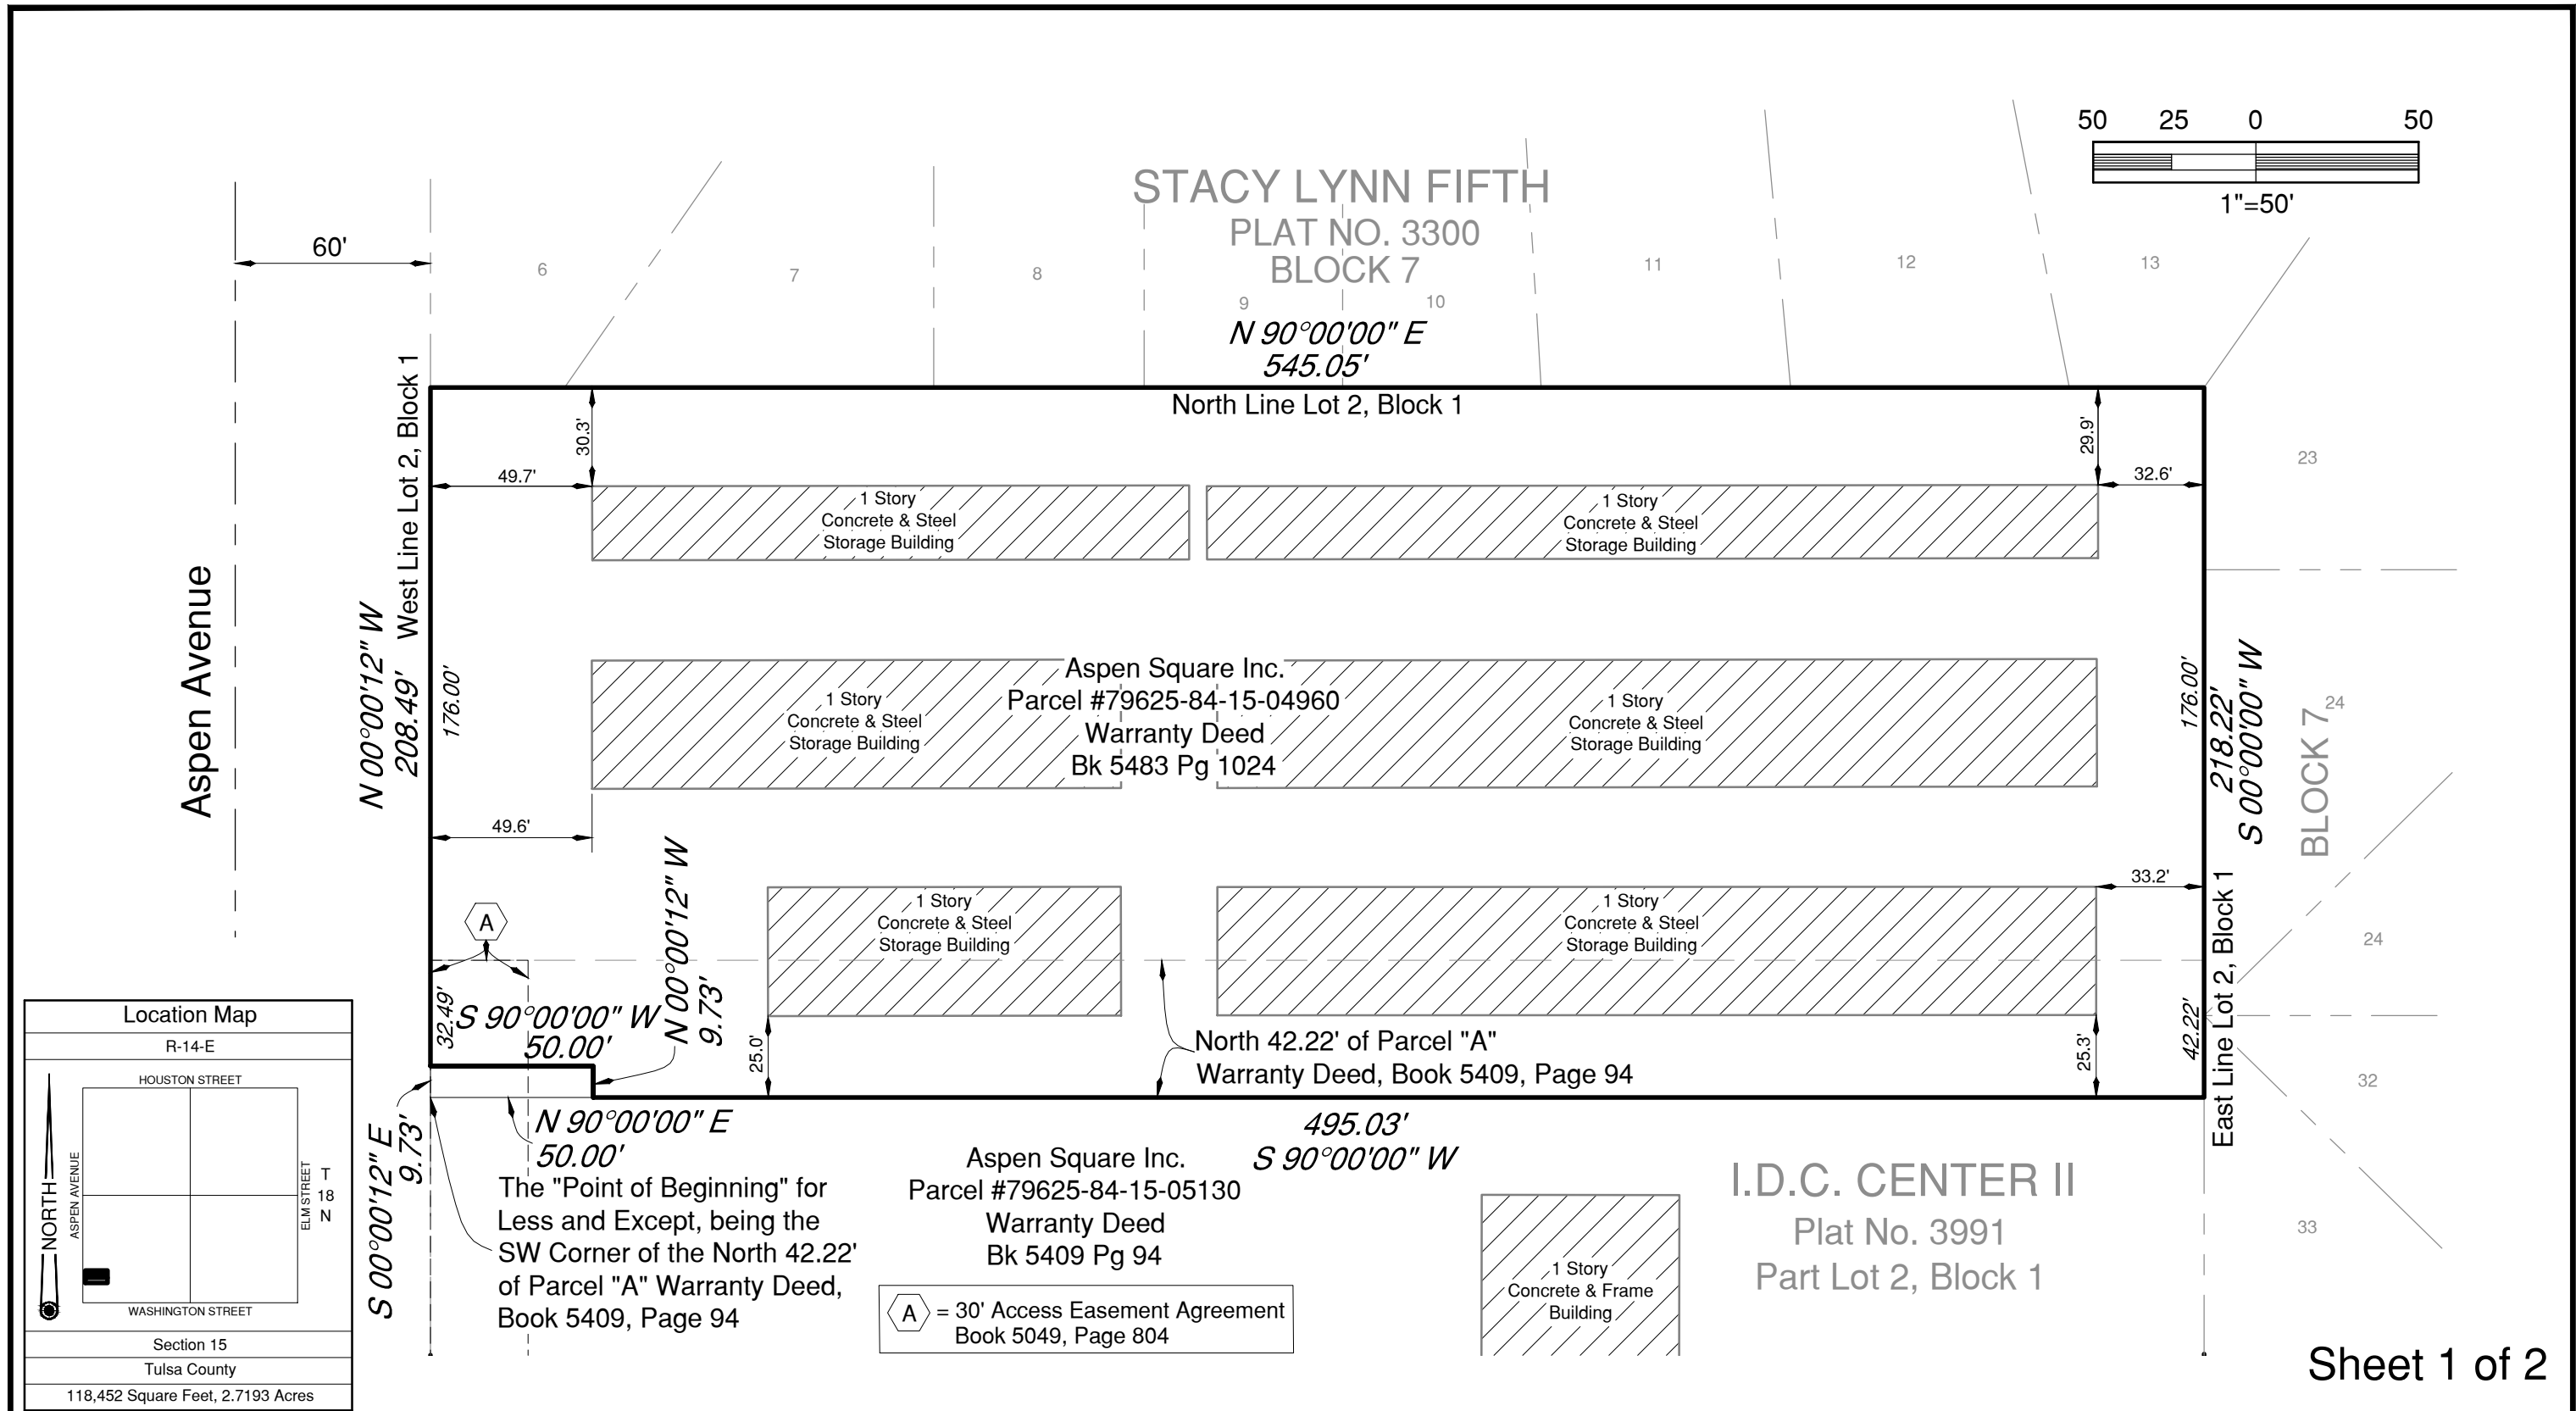 50 25 0 50
1"=50'
STACY LYNN FIFTH
PLAT NO. 3300
BLOCK 7
60'
6
7
8
9
10
11
12
13
N 90°00'00" E
545.05'
North Line Lot 2, Block 1
West Line Lot 2, Block 1
30.3'
29.9'
49.7'
32.6'
23
1 Story
Concrete & Steel
Storage Building
1 Story
Concrete & Steel
Storage Building
Aspen Avenue
N 00°00'12" W
208.49'
176.00'
1 Story
Concrete & Steel
Storage Building
Aspen Square Inc.
Parcel #79625-84-15-04960
Warranty Deed
Bk 5483 Pg 1024
1 Story
Concrete & Steel
Storage Building
176.00'
218.22'
S 00°00'00" W
BLOCK 7
24
49.6'
N 00°00'12" W
9.73'
33.2'
East Line Lot 2, Block 1
A
1 Story
Concrete & Steel
Storage Building
1 Story
Concrete & Steel
Storage Building
24
32.49'
S 90°00'00" W
50.00'
25.0'
North 42.22' of Parcel "A"
Warranty Deed, Book 5409, Page 94
25.3'
42.22'
32
33
S 00°00'12" E
9.73'
N 90°00'00" E
50.00'
495.03'
S 90°00'00" W
The "Point of Beginning" for
Less and Except, being the
SW Corner of the North 42.22'
of Parcel "A" Warranty Deed,
Book 5409, Page 94
Aspen Square Inc.
Parcel #79625-84-15-05130
Warranty Deed
Bk 5409 Pg 94
A = 30' Access Easement Agreement
Book 5049, Page 804
1 Story
Concrete & Frame
Building
I.D.C. CENTER II
Plat No. 3991
Part Lot 2, Block 1
Location Map
R-14-E
HOUSTON STREET
NORTH
ASPEN AVENUE
ELM STREET
T
18
N
WASHINGTON STREET
Section 15
Tulsa County
118,452 Square Feet, 2.7193 Acres
Sheet 1 of 2